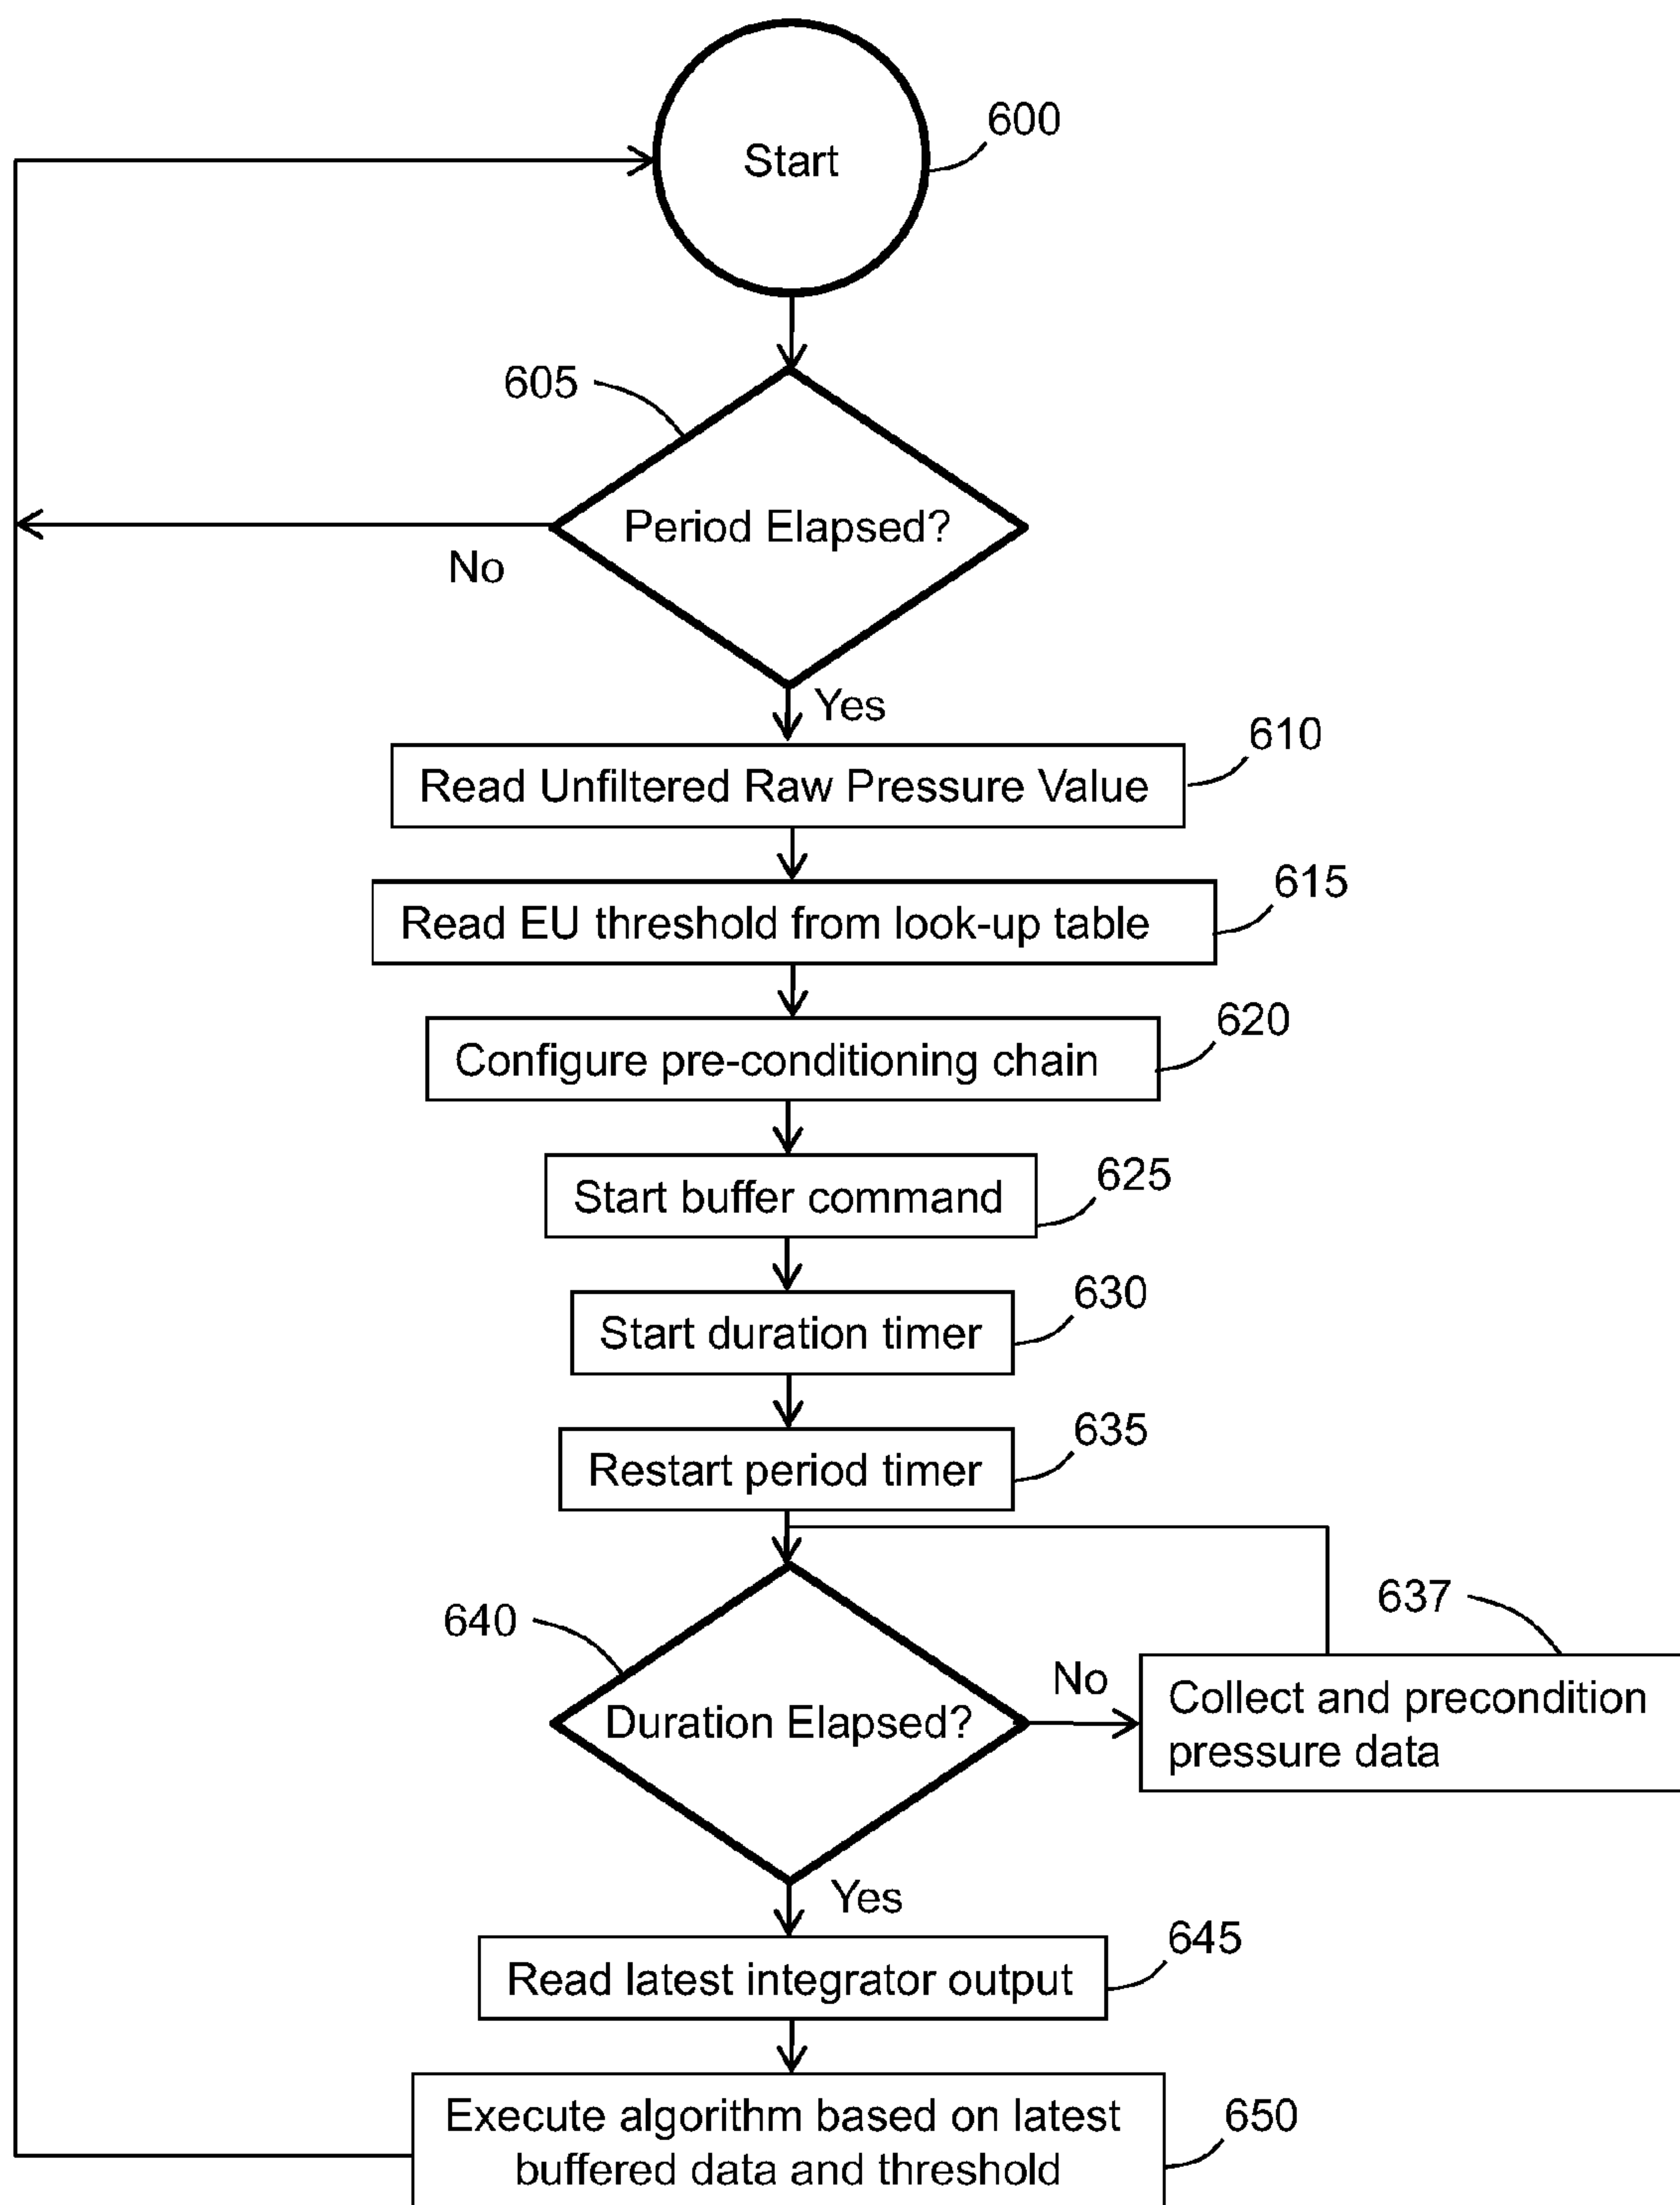 Start
600
605
Period Elapsed?
No
Yes
610
Read Unfiltered Raw Pressure Value
615
Read EU threshold from look-up table
620
Configure pre-conditioning chain
625
Start buffer command
630
Start duration timer
635
Restart period timer
637
640
No
Collect and precondition
pressure data
Duration Elapsed?
Yes
645
Read latest integrator output
650
Execute algorithm based on latest
buffered data and threshold